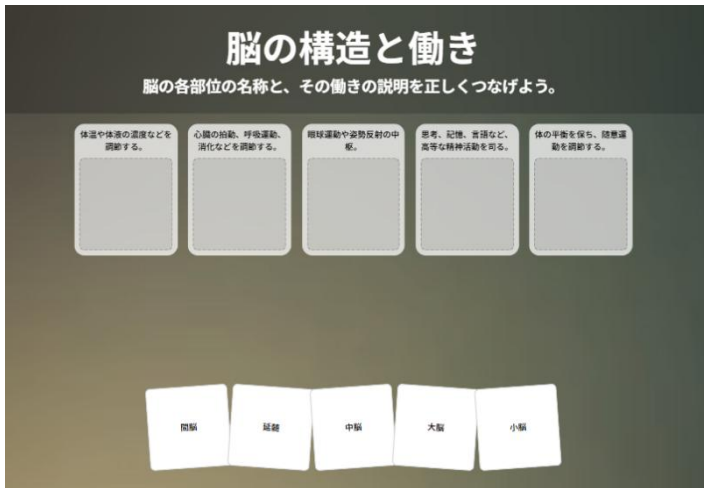 脳の構造と働き
脳の各部位の名称と、その働きの説明を正しくつなげよう。
体温や体液の濃度などを
調節する。
心臓の拍動、呼吸運動、
消化などを調節する。
眼球運動や姿勢反射の中
枢。
思考、記憶、言語など、
高等な精神活動を司る。
体の平衡を保ち、随意運
動を調節する。
間脳
延髄
中脳
大脳
小脳